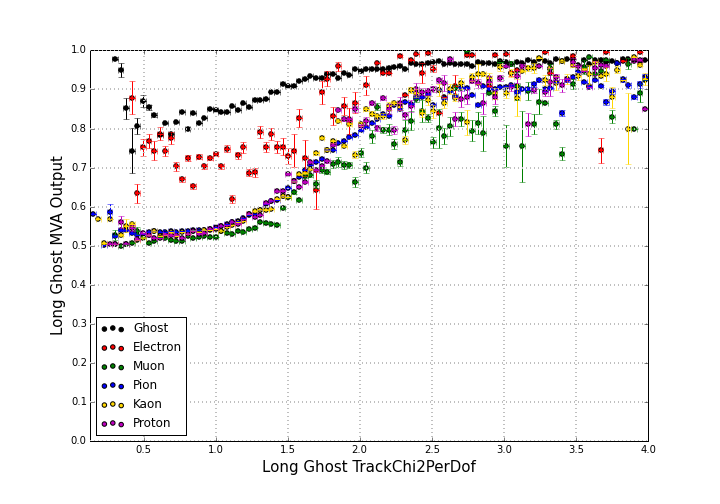 1.0
0.9
0.8
0.7
0.6
0.5
0.4
0.3
0.2
0.1
0.0
Long Ghost MVA Output
Ghost
Electron
Muon
Pion
Kaon
Proton
0.5 1.0 1.5 2.0 2.5 3.0 3.5 4.0
Long Ghost TrackChi2PerDof